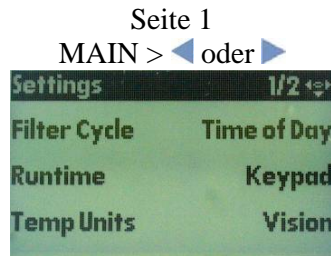 Seite 1
MAIN > oder
Settings 1/2
Filter Cycle Time of Day
Runtime Keypad
Temp Units Vision